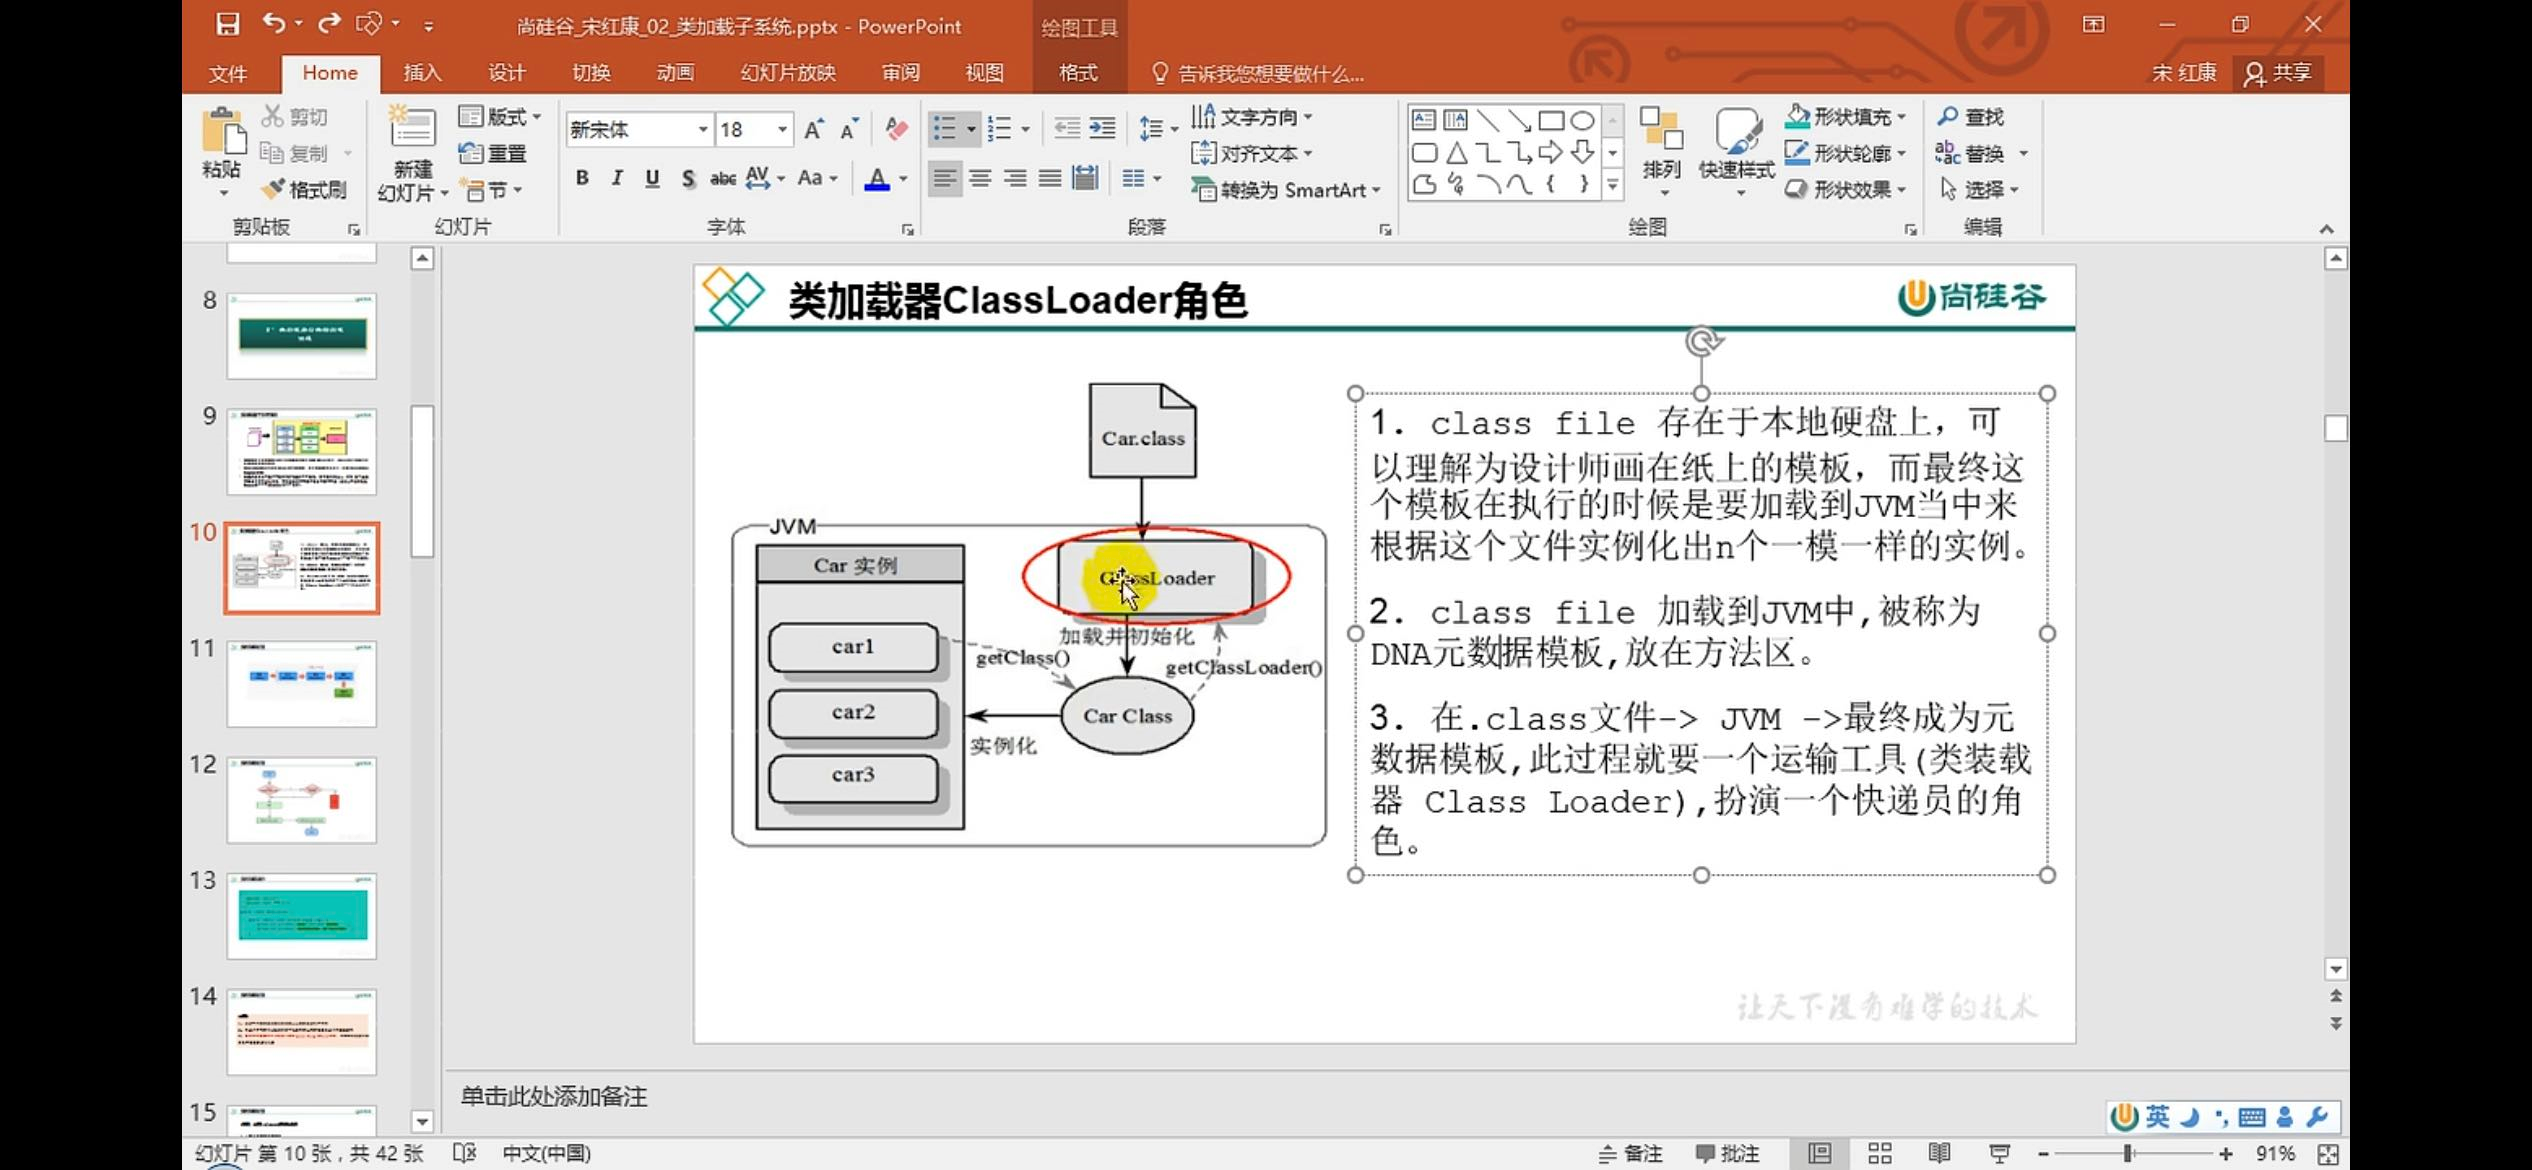 尚硅谷_宋红康_02_类加载子系统.pptx - PowerPoint
绘图工具
文件
Home
插入
设计
切换
动画
幻灯片放映
审阅
视图
格式
告诉我您想要做什么...
宋 红康
共享
粘贴
剪切
复制
格式刷
剪贴板
新建
幻灯片
版式
重置
节
幻灯片
新宋体
18
B I U S abc AV Aa A
字体
文字方向
对齐文本
转换为 SmartArt
段落
排列
快速样式
形状填充
形状轮廓
形状效果
绘图
查找
替换
选择
编辑
8
9
10
11
12
13
14
15
类加载器ClassLoader角色
尚硅谷
Car.class
JVM
Car 实例
ClassLoader
加载并初始化
car1
getClass()
getClassLoader()
car2
Car Class
实例化
car3
1. class file 存在于本地硬盘上，可
以理解为设计师画在纸上的模板，而最终这
个模板在执行的时候是要加载到JVM当中来
根据这个文件实例化出n个一模一样的实例。
2. class file 加载到JVM中,被称为
DNA元数据模板,放在方法区。
3. 在.class文件-> JVM ->最终成为元
数据模板,此过程就要一个运输工具(类装载
器 Class Loader),扮演一个快递员的角
色。
让天下没有难学的技术
单击此处添加备注
英
幻灯片 第 10 张，共 42 张
中文(中国)
备注
批注
91%